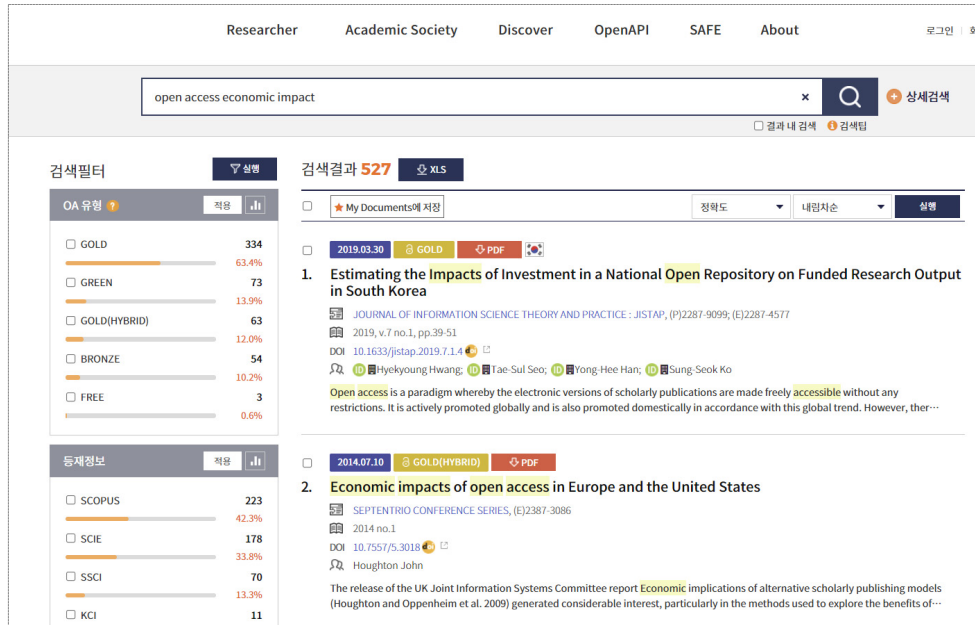 Researcher Academic Society Discover OpenAPI SAFE About 로그인
open access economic impact × 상세검색
결과 내 검색 검색팁
검색필터 실행
OA 유형 ? 적용
GOLD 334
63.4%
GREEN 73
13.9%
GOLD(HYBRID) 63
12.0%
BRONZE 54
10.2%
FREE 3
0.6%
등재정보 적용
SCOPUS 223
42.3%
SCIE 178
33.8%
SSCI 70
13.3%
KCI 11
검색결과 527 XLS
★ My Documents에 저장 정확도 내림차순 실행
2019.03.30 GOLD PDF
1. Estimating the Impacts of Investment in a National Open Repository on Funded Research Output
in South Korea
JOURNAL OF INFORMATION SCIENCE THEORY AND PRACTICE : JISTAP, (P)2287-9099; (E)2287-4577
2019, v.7 no.1, pp.39-51
DOI 10.1633/jistap.2019.7.1.4
iD Hyekyoung Hwang; iD Tae-Sul Seo; iD Yong-Hee Han; iD Sung-Seok Ko
Open access is a paradigm whereby the electronic versions of scholarly publications are made freely accessible without any
restrictions. It is actively promoted globally and is also promoted domestically in accordance with this global trend. However, ther···
2014.07.10 GOLD(HYBRID) PDF
2. Economic impacts of open access in Europe and the United States
SEPTENTRIO CONFERENCE SERIES, (E)2387-3086
2014 no.1
DOI 10.7557/5.3018
Houghton John
The release of the UK Joint Information Systems Committee report Economic implications of alternative scholarly publishing models
(Houghton and Oppenheim et al. 2009) generated considerable interest, particularly in the methods used to explore the benefits of···